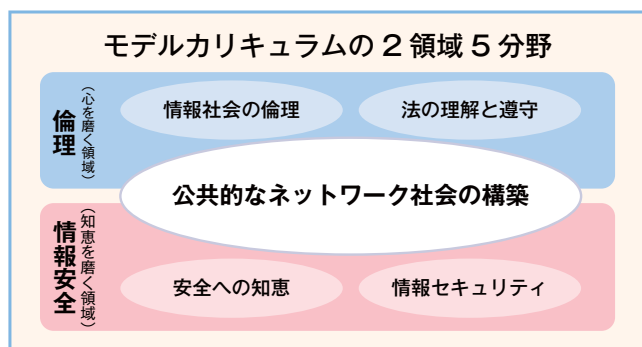 モデルカリキュラムの2領域5分野
倫理
(心を磨く領域)
情報社会の倫理
法の理解と遵守
公共的なネットワーク社会の構築
情報安全
(知恵を磨く領域)
安全への知恵
情報セキュリティ